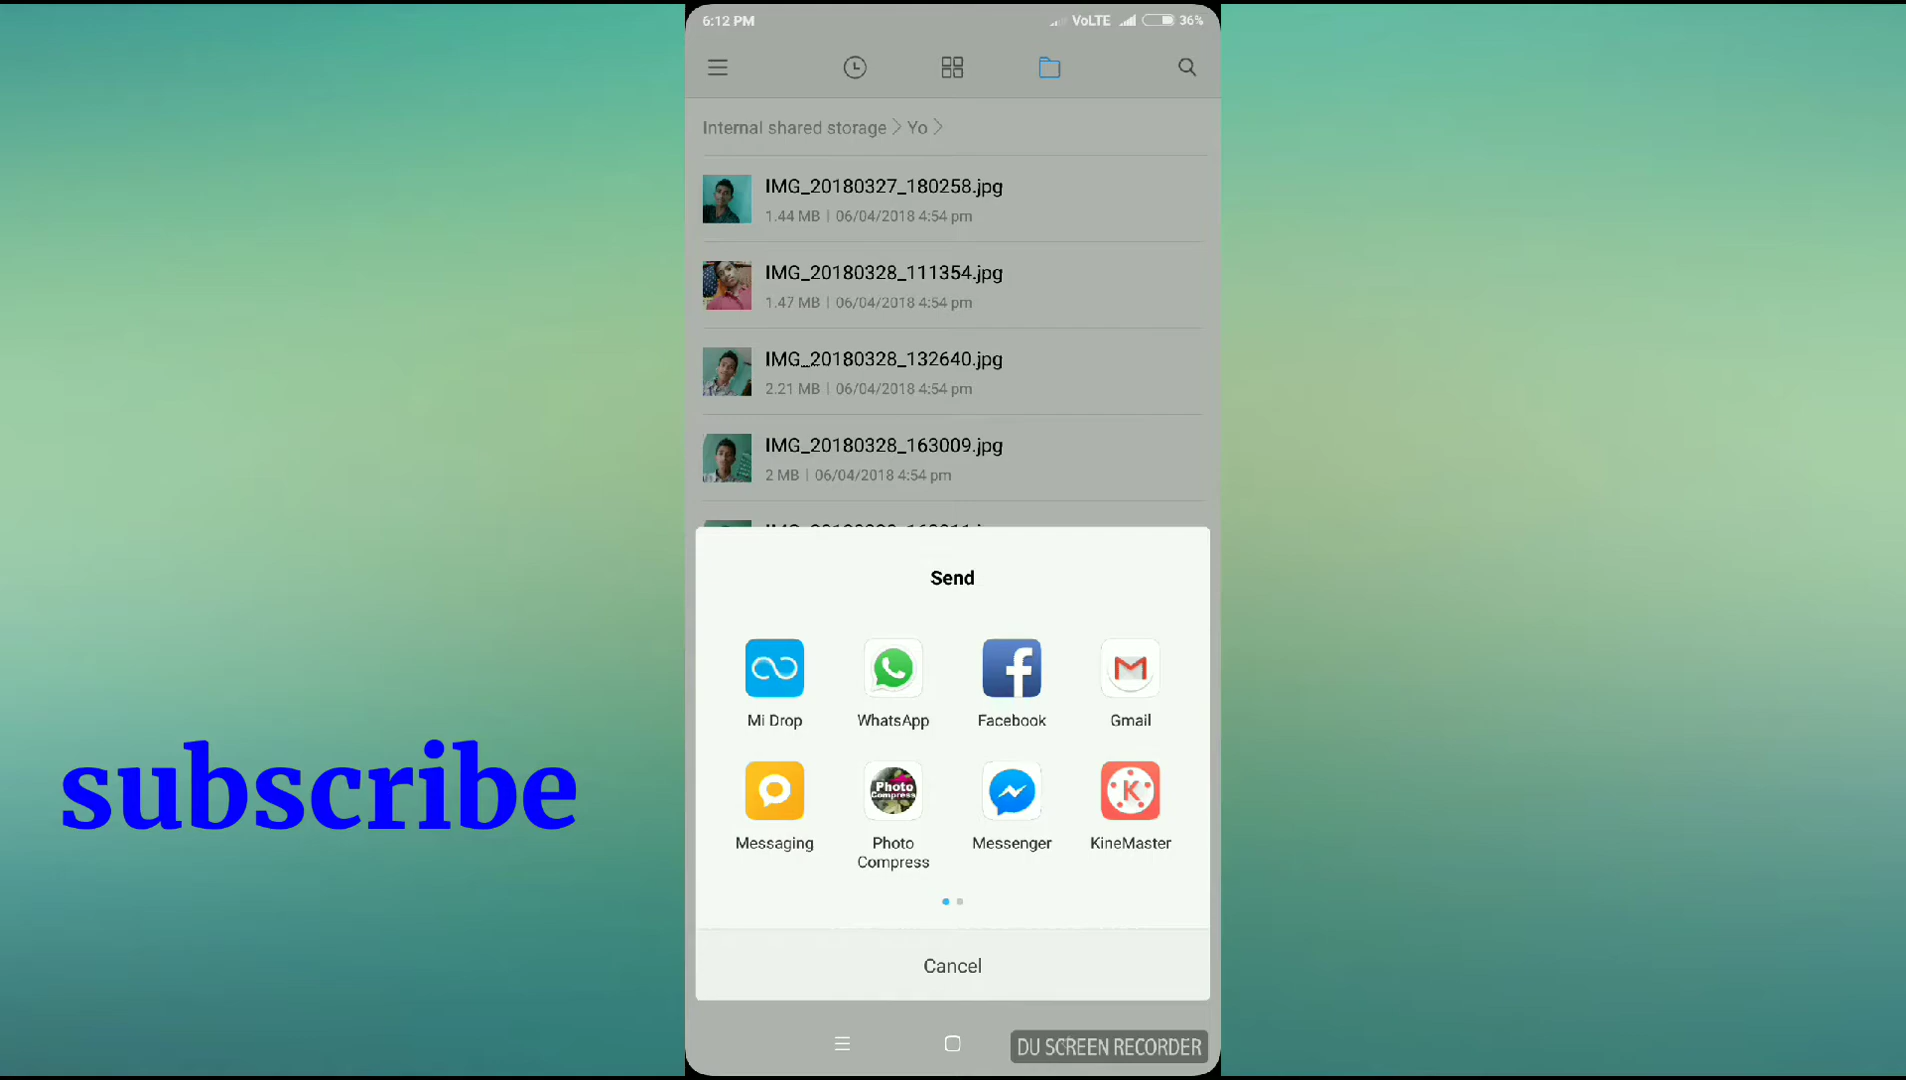 6:12 PM VoLTE 36%
Internal shared storage > Yo >
IMG_20180327_180258.jpg
1.44 MB | 06/04/2018 4:54 pm
IMG_20180328_111354.jpg
1.47 MB | 06/04/2018 4:54 pm
IMG_20180328_132640.jpg
2.21 MB | 06/04/2018 4:54 pm
IMG_20180328_163009.jpg
2 MB | 06/04/2018 4:54 pm
Send
Mi Drop WhatsApp Facebook Gmail
Messaging Photo Compress Messenger KineMaster
Photo
Compress
Cancel
subscribe
DU SCREEN RECORDER